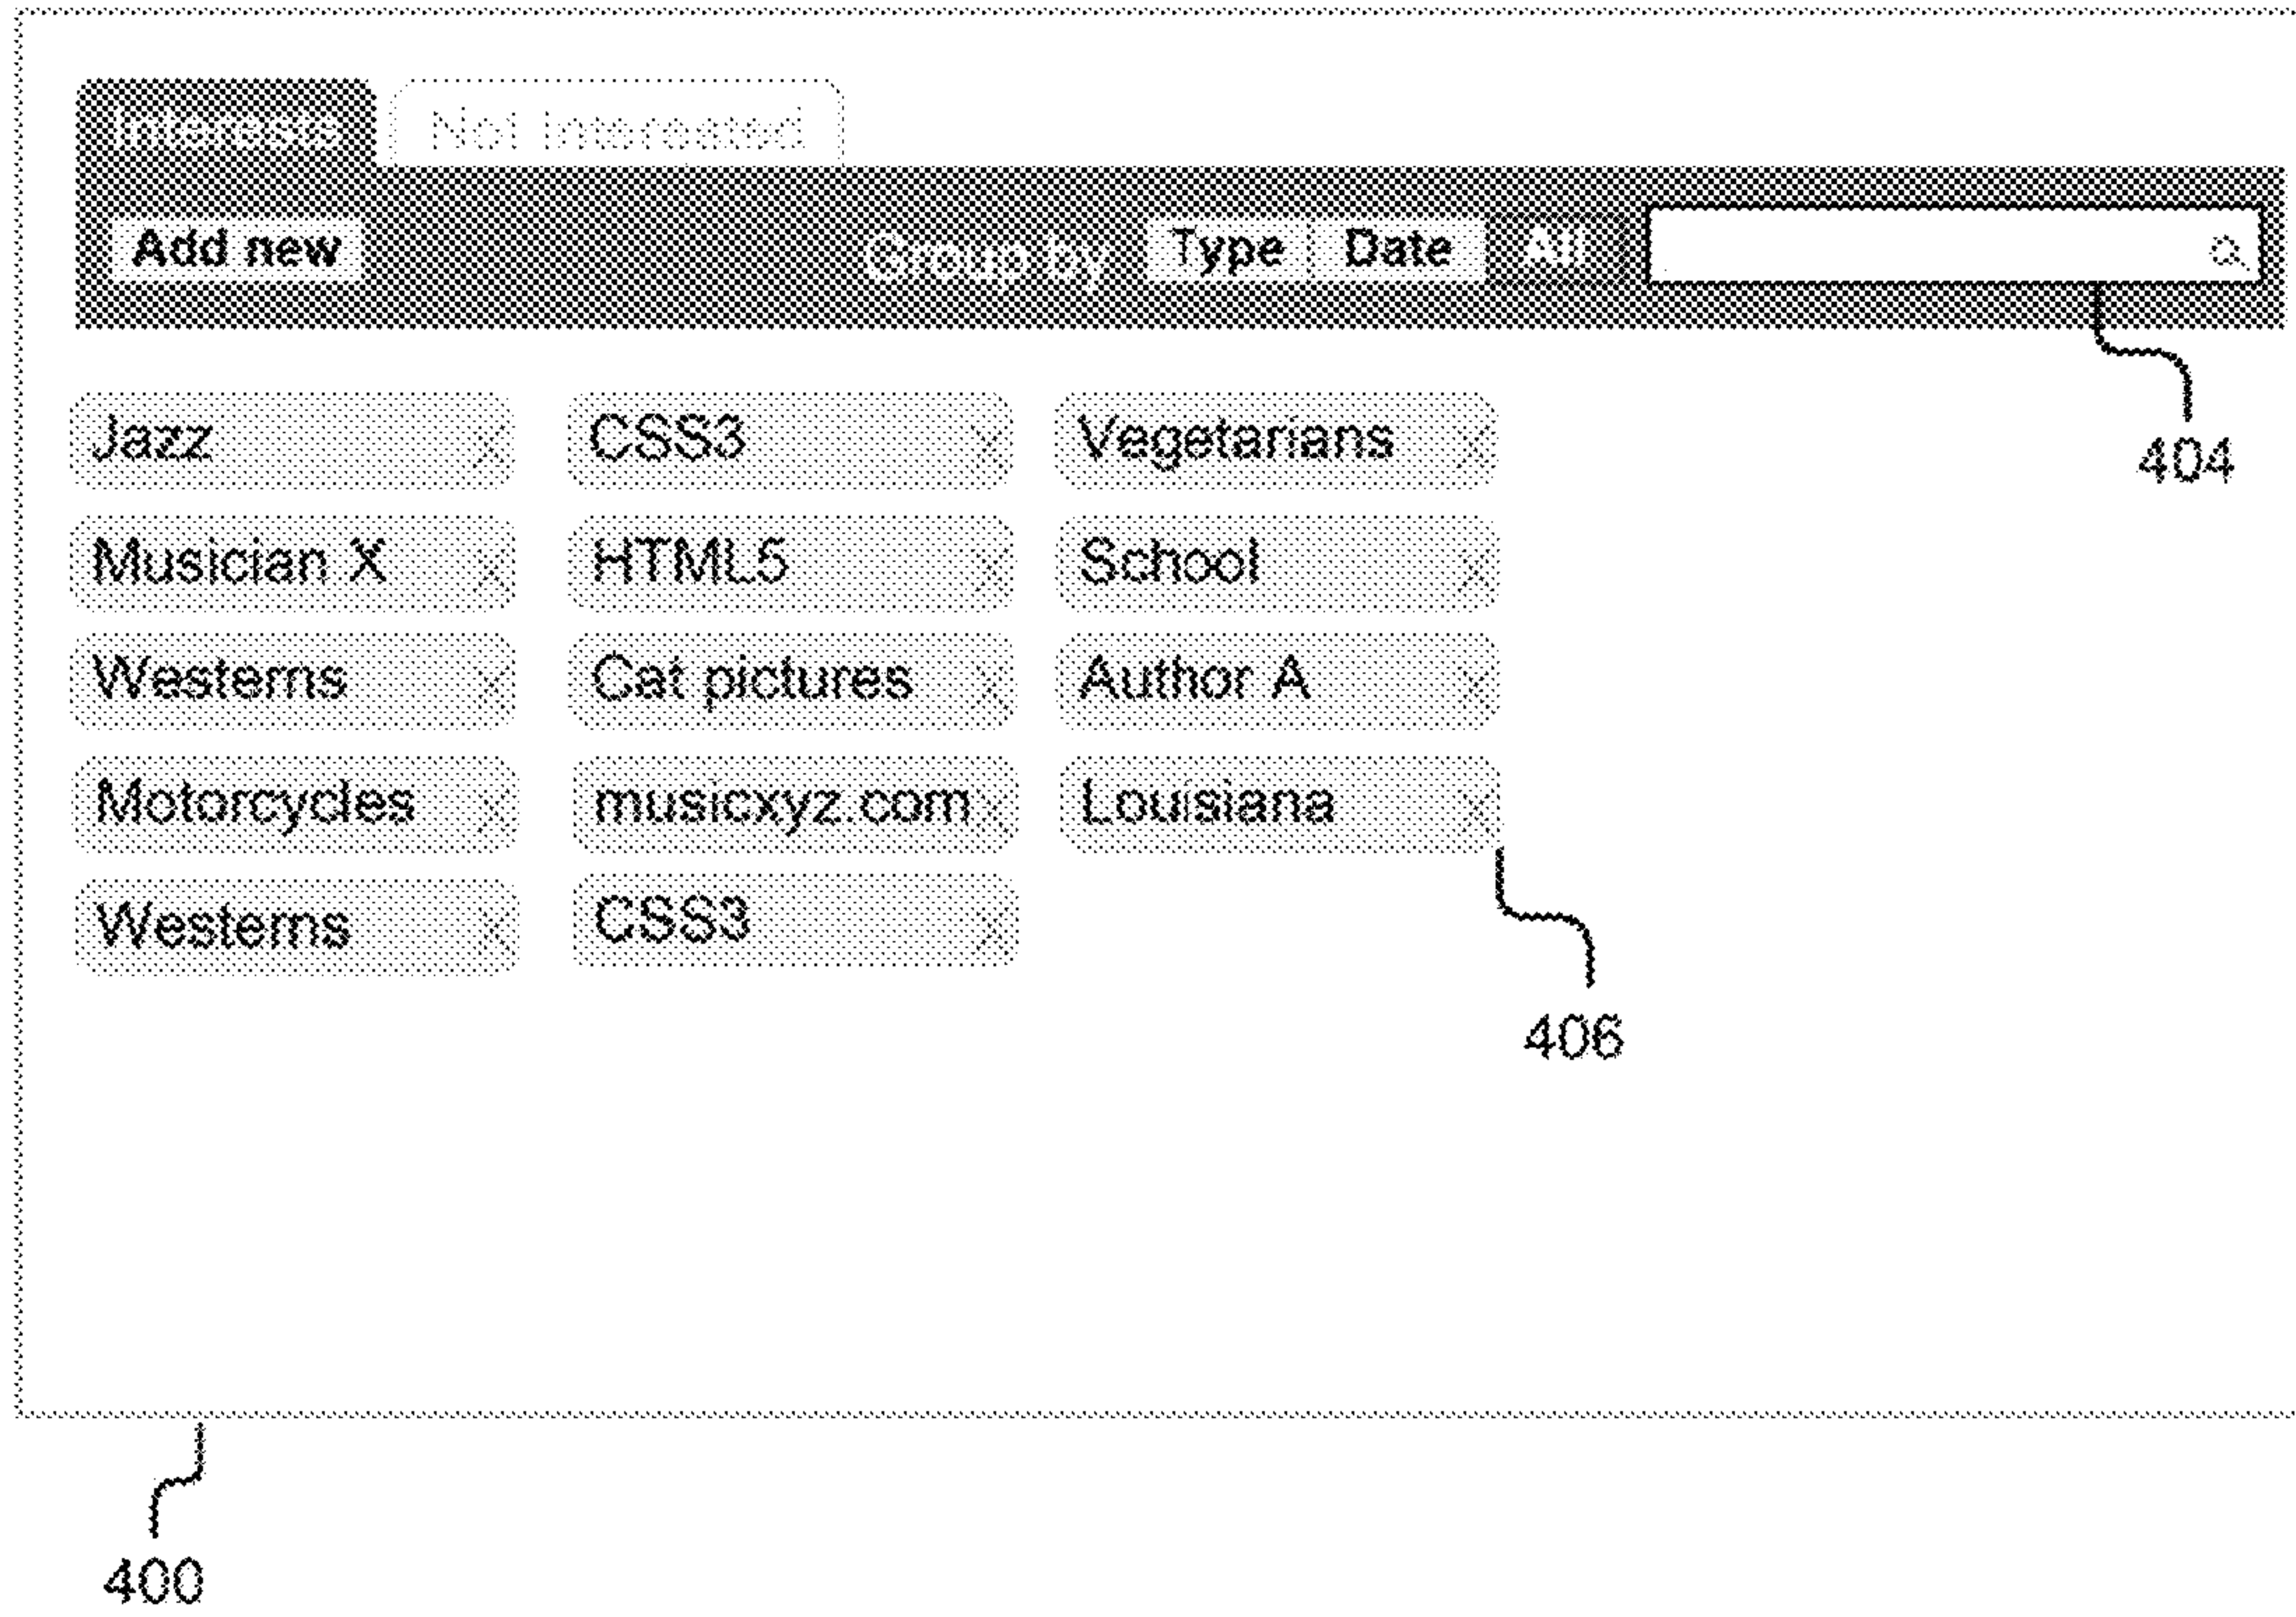 Interests Not Interested
Add new Group by Type Date All
Jazz X CSS3 X Vegetarians X
404
Musician X X HTML5 X School X
Westerns X Cat pictures X Author A X
Motorcycles X musicxyz.com X Louisiana X
Westerns X CSS3 X
406
400